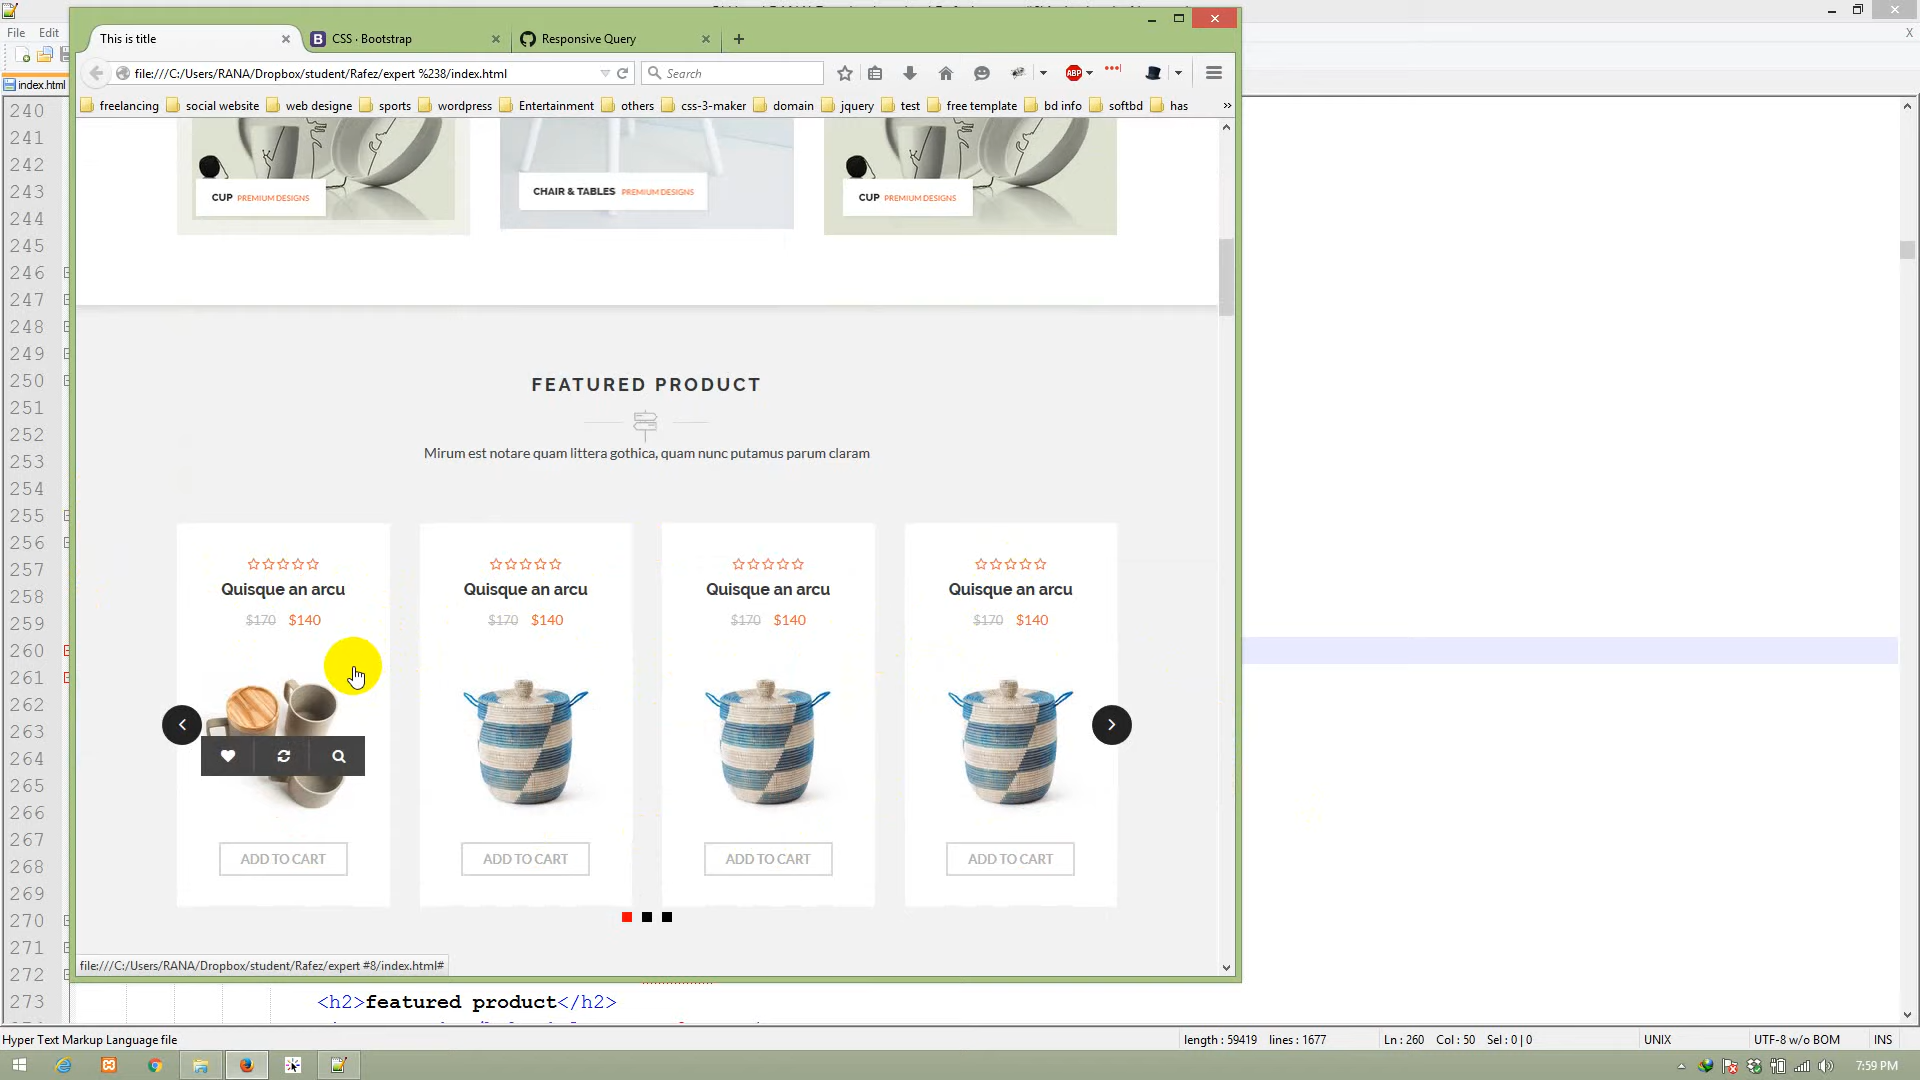 File Edit
This is title
CSS · Bootstrap
Responsive Query
file:///C:/Users/RANA/Dropbox/student/Rafez/expert %238/index.html
Search
ABP
index.html
freelancing social website web designe sports wordpress Entertainment others css-3-maker domain jquery test free template bd info softbd has »
240
241
242
243
244
245
246
247
248
249
250
251
252
253
254
255
256
257
258
259
260
261
262
263
264
265
266
267
268
269
270
271
272
273
CUP PREMIUM DESIGNS
CHAIR & TABLES PREMIUM DESIGNS
CUP PREMIUM DESIGNS
FEATURED PRODUCT
Mirum est notare quam littera gothica, quam nunc putamus parum claram
Quisque an arcu Quisque an arcu Quisque an arcu Quisque an arcu
$170 $140 $170 $140 $170 $140 $170 $140
ADD TO CART ADD TO CART ADD TO CART ADD TO CART
file:///C:/Users/RANA/Dropbox/student/Rafez/expert #8/index.html#
<h2>featured product</h2>
Hyper Text Markup Language file
length : 59419 lines : 1677
Ln : 260 Col : 50 Sel : 0 | 0
UNIX
UTF-8 w/o BOM
INS
7:59 PM